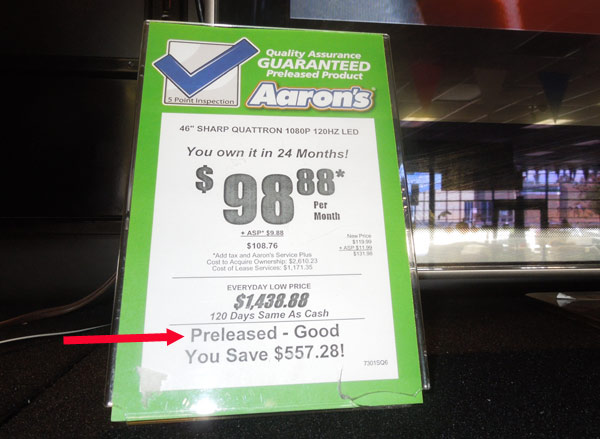 Quality Assurance
GUARANTEED
Preleased Product
5 Point Inspection
Aaron's
46" SHARP QUATTRON 1080P 120HZ LED
You own it in 24 Months!
$98.88*
Per
Month
+ ASP* $9.88
$108.76
New Price
$119.99
+ ASP $11.99
$131.98
*Add tax and Aaron's Service Plus
Cost to Acquire Ownership: $2,610.23
Cost of Lease Services: $1,171.35
EVERYDAY LOW PRICE
$1,438.88
120 Days Same As Cash
Preleased - Good
You Save $557.28!
7301SQ6